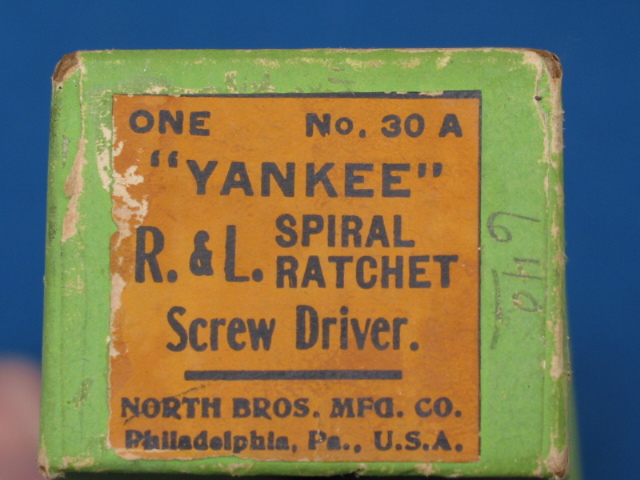 ONE No. 30 A
"YANKEE"
R. & L. SPIRAL
RATCHET
Screw Driver.
NORTH BROS. MFG. CO.
Philadelphia, Pa., U.S.A.